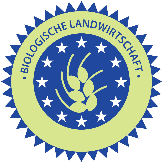 · BIOLOGISCHE LANDWIRTSCHAFT ·